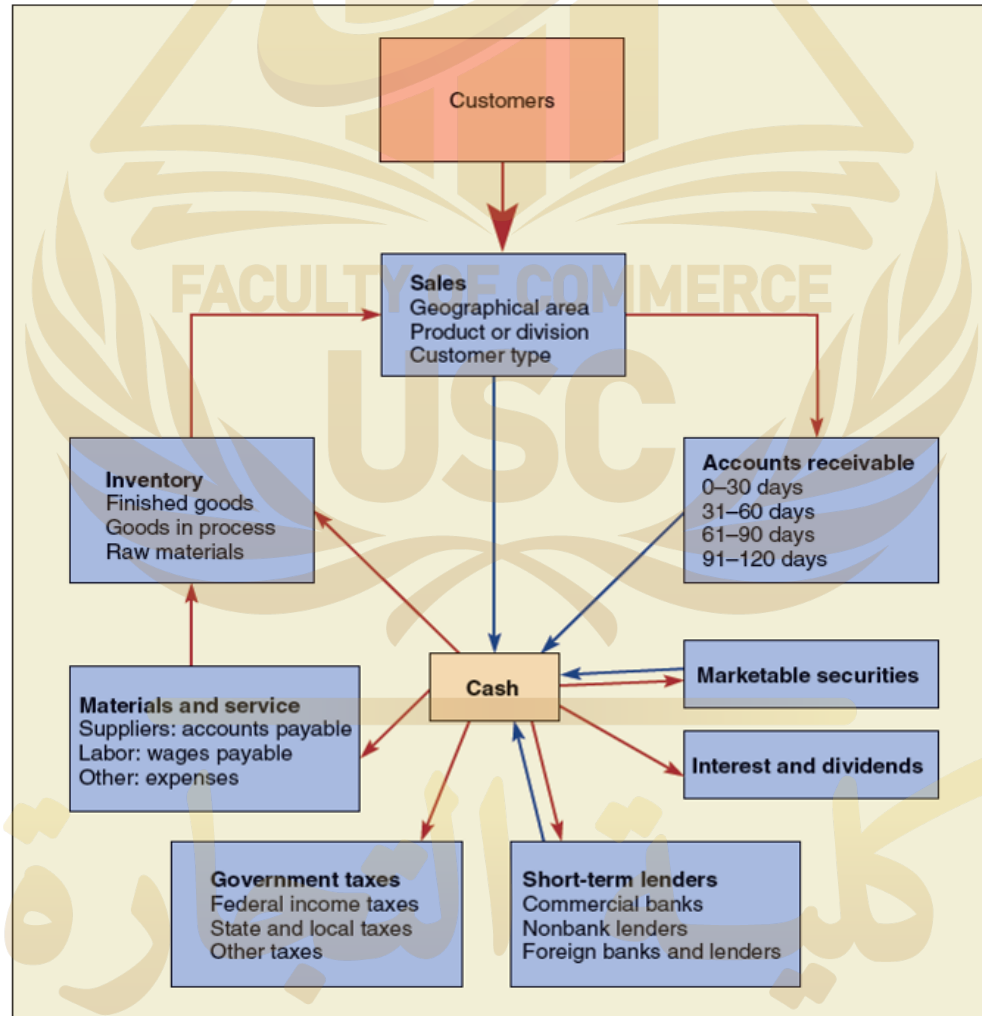 Customers
Sales
Geographical area
Product or division
Customer type
FACULTY OF COMMERCE
USC
Inventory
Finished goods
Goods in process
Raw materials
Accounts receivable
0–30 days
31–60 days
61–90 days
91–120 days
Cash
Marketable securities
Materials and service
Suppliers: accounts payable
Labor: wages payable
Other: expenses
Interest and dividends
Government taxes
Federal income taxes
State and local taxes
Other taxes
Short-term lenders
Commercial banks
Nonbank lenders
Foreign banks and lenders
كلية التجارة